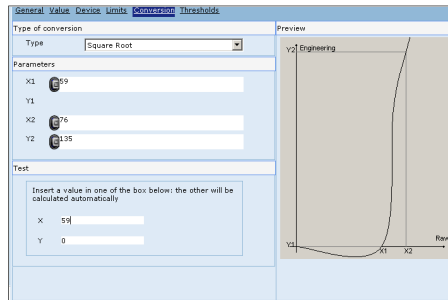 General Value Device Limits Conversion Thresholds
Type of conversion
Type Square Root
Parameters
X1 59
Y1
X2 76
Y2 135
Test
Insert a value in one of the box below: the other will be
calculated automatically
X 59
Y 0
Preview
Y2 Engineering
Y1 X1 X2 Raw